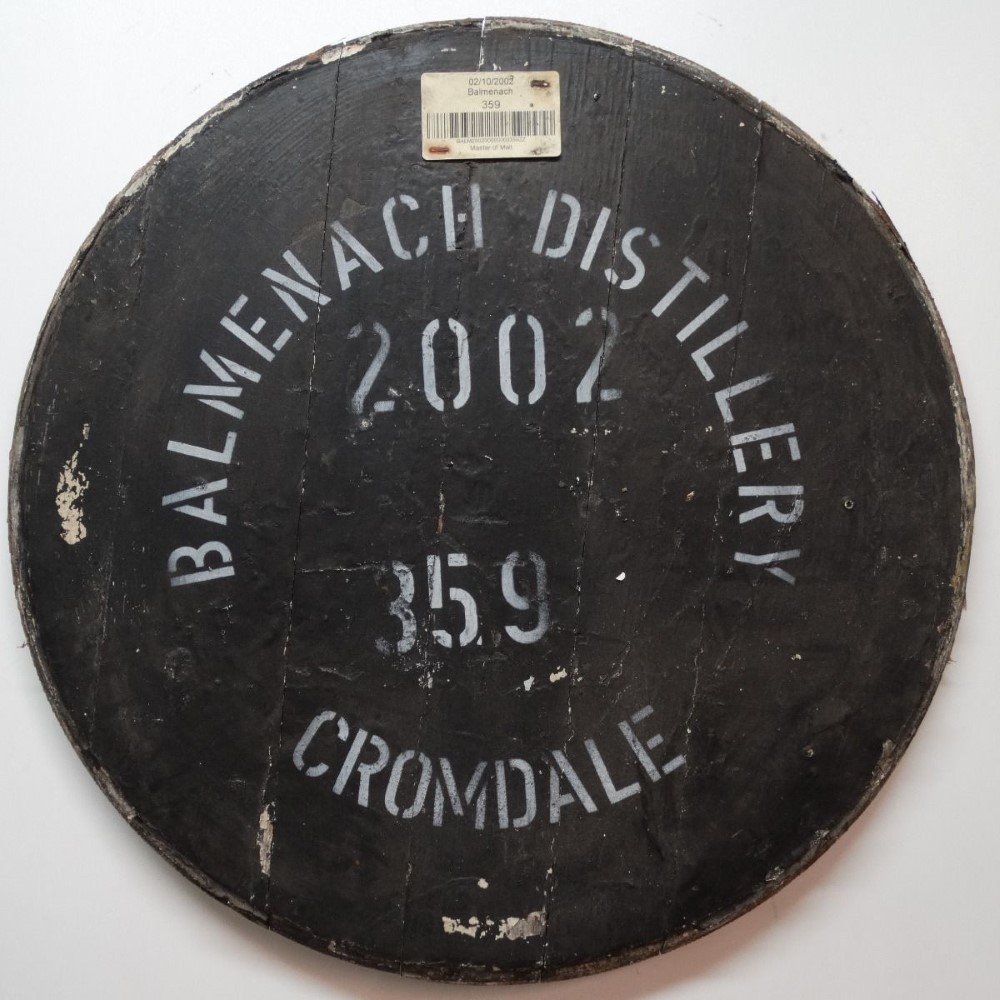 02/10/2002
Balmenach
359
Master of Malt
BALMENACH DISTILLERY
2002
359
CROMDALE